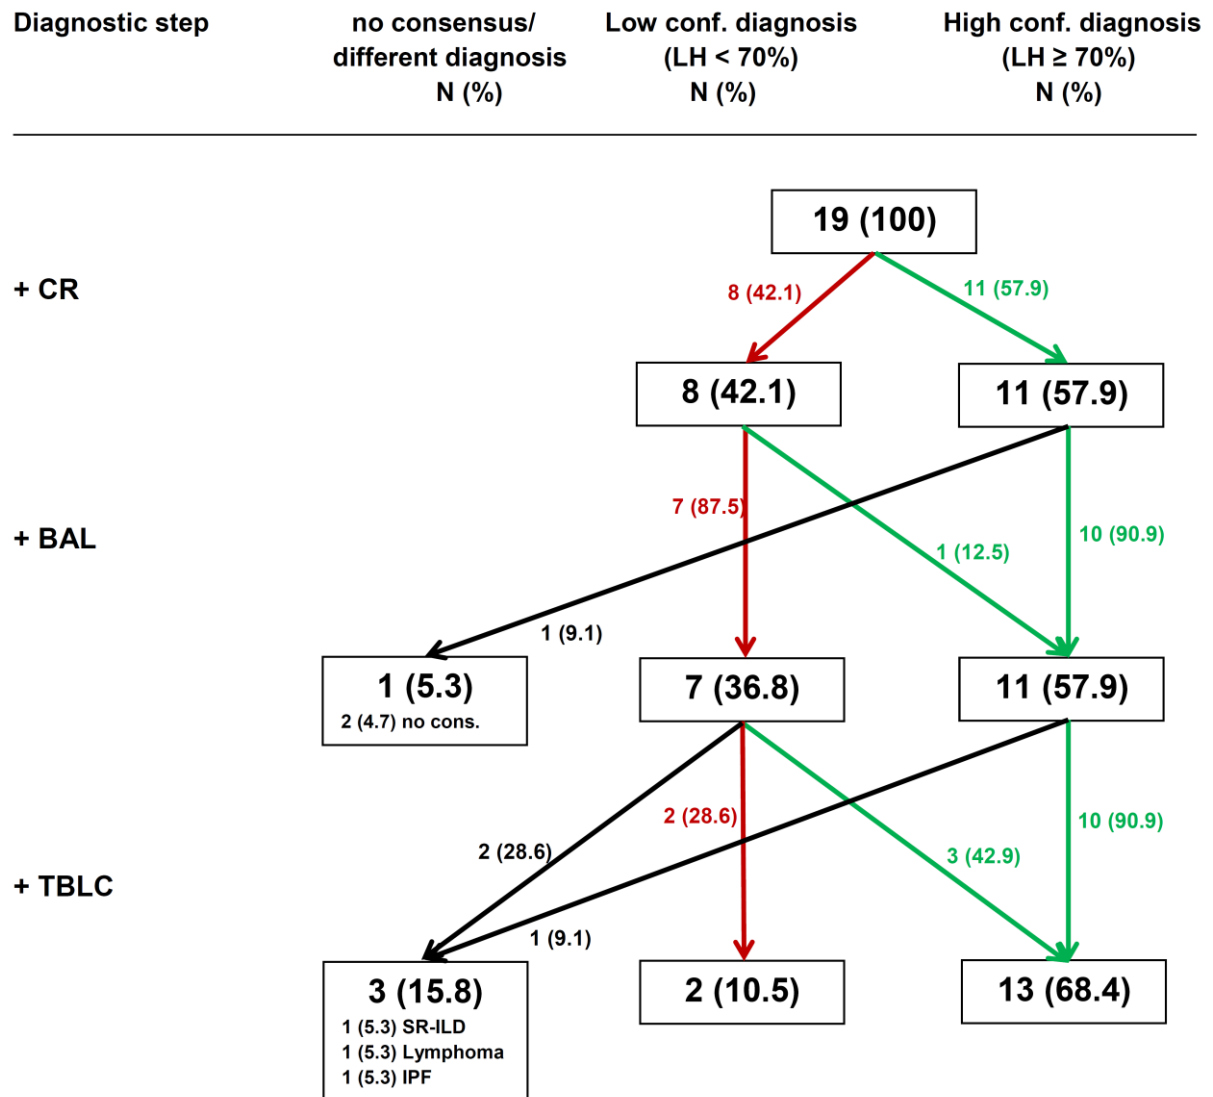 Diagnostic step
no consensus/
different diagnosis
N (%)
Low conf. diagnosis
(LH < 70%)
N (%)
High conf. diagnosis
(LH ≥ 70%)
N (%)
19 (100)
+ CR
8 (42.1)
11 (57.9)
8 (42.1)
11 (57.9)
7 (87.5)
+ BAL
1 (12.5)
10 (90.9)
1 (9.1)
1 (5.3)
2 (4.7) no cons.
7 (36.8)
11 (57.9)
2 (28.6)
2 (28.6)
3 (42.9)
10 (90.9)
+ TBLC
1 (9.1)
3 (15.8)
1 (5.3) SR-ILD
1 (5.3) Lymphoma
1 (5.3) IPF
2 (10.5)
13 (68.4)